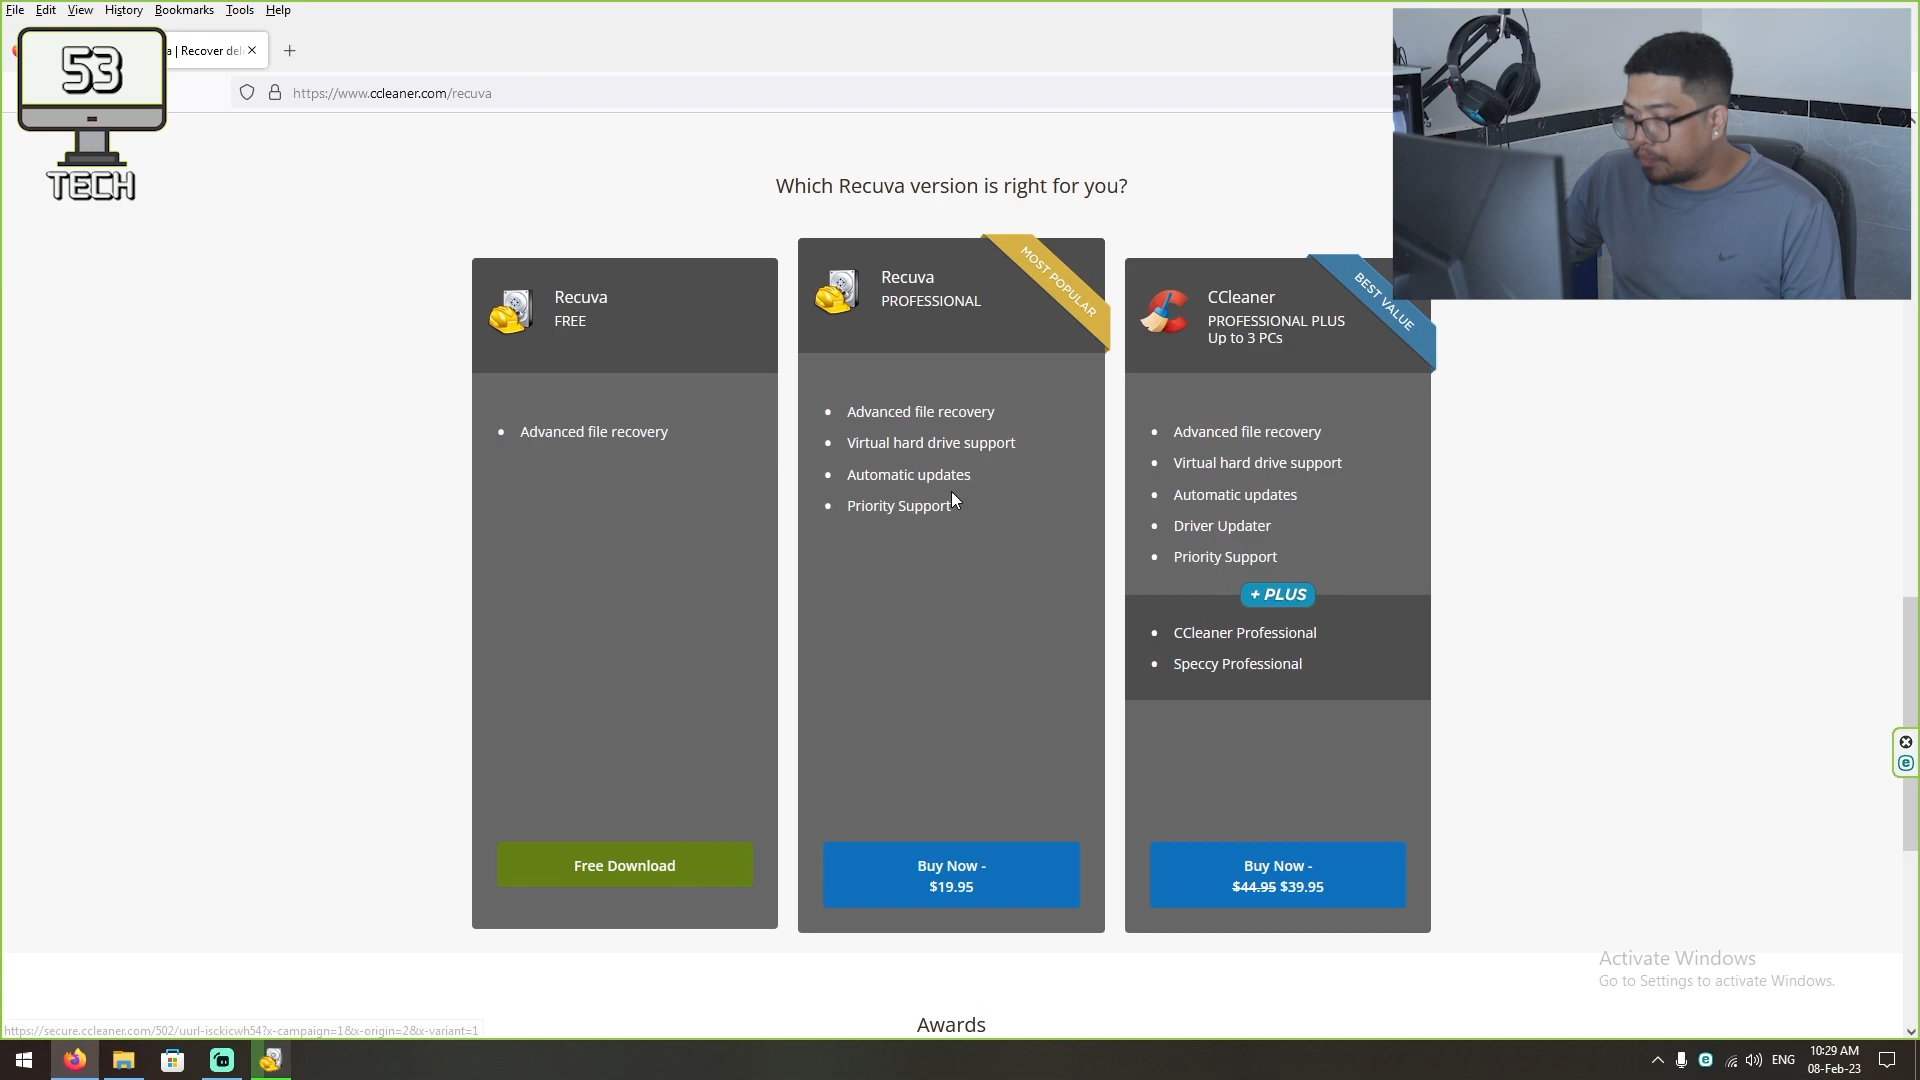 File Edit View History Bookmarks Tools Help
53
TECH
a | Recover del
https://www.ccleaner.com/recuva
Which Recuva version is right for you?
Recuva
FREE
Advanced file recovery
Free Download
Recuva
PROFESSIONAL
MOST POPULAR
Advanced file recovery
Virtual hard drive support
Automatic updates
Priority Support
Buy Now -
$19.95
CCleaner
PROFESSIONAL PLUS
Up to 3 PCs
BEST VALUE
Advanced file recovery
Virtual hard drive support
Automatic updates
Driver Updater
Priority Support
+ PLUS
CCleaner Professional
Speccy Professional
Buy Now -
$44.95 $39.95
Activate Windows
Go to Settings to activate Windows.
Awards
https://secure.ccleaner.com/502/uurl-isckicwh54?x-campaign=1&x-origin=2&x-variant=1
ENG
10:29 AM
08-Feb-23